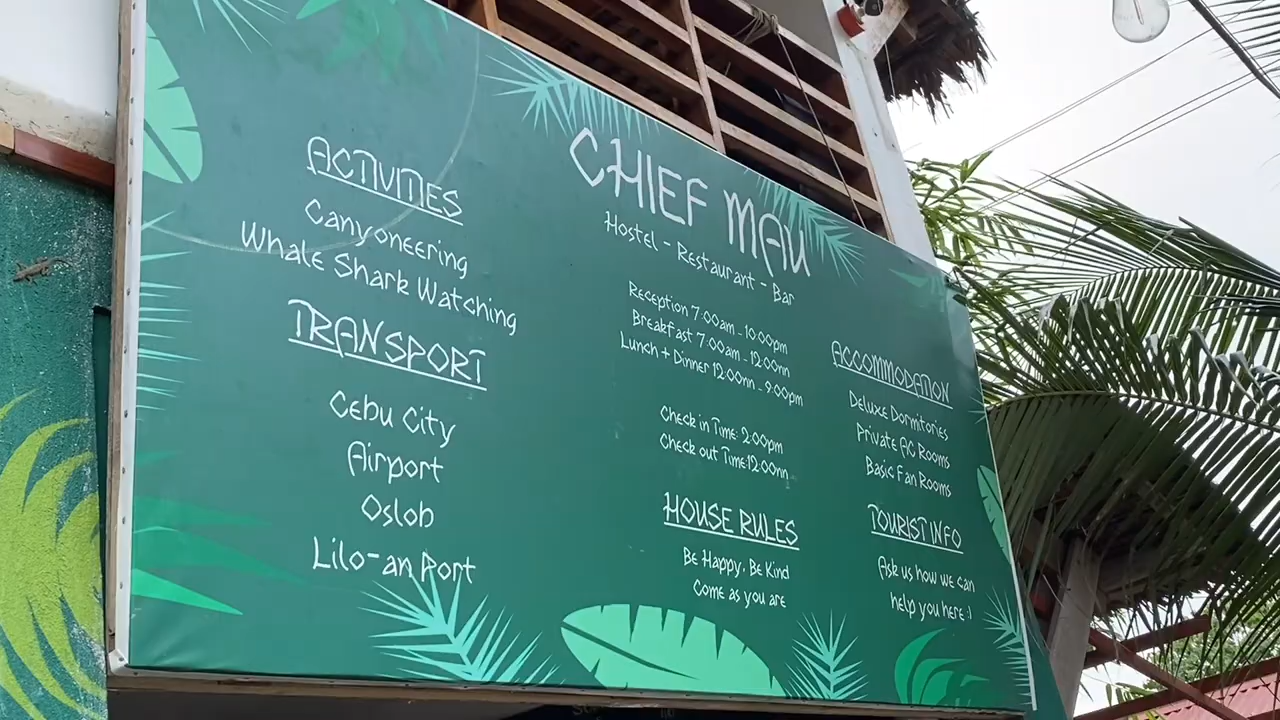 ACTIVITIES
Canyoneering
Whale Shark Watching
TRANSPORT
Cebu City
Airport
Oslob
Lilo-an Port
CHIEF MAU
Hostel - Restaurant - Bar
Reception 7:00am - 10:00pm
Breakfast 7:00am - 12:00nn
Lunch + Dinner 12:00nn - 9:00pm
Check in Time: 2:00pm
Check out Time:12:00nn
HOUSE RULES
Be Happy, Be Kind
Come as you are
ACCOMMODATION
Deluxe Dormitories
Private AC Rooms
Basic Fan Rooms
TOURIST INFO
Ask us how we can
help you here :)